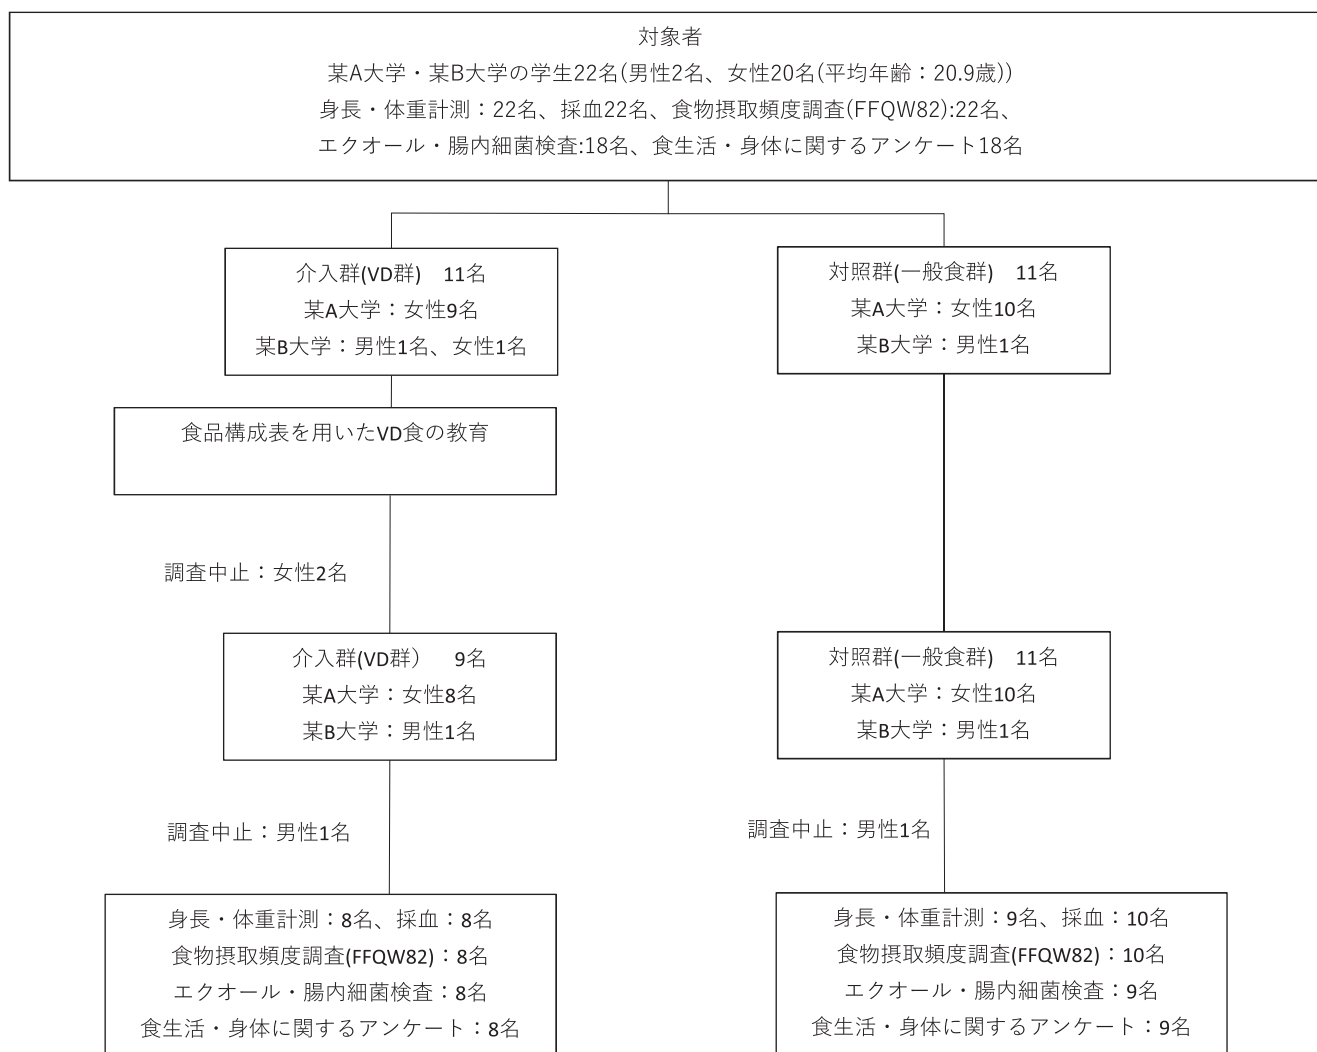 対象者
某A大学・某B大学の学生22名(男性2名、女性20名(平均年齢：20.9歳))
身長・体重計測：22名、採血22名、食物摂取頻度調査(FFQW82):22名、
エクオール・腸内細菌検査:18名、食生活・身体に関するアンケート18名
介入群(VD群)　11名
某A大学：女性9名
某B大学：男性1名、女性1名
対照群(一般食群)　11名
某A大学：女性10名
某B大学：男性1名
食品構成表を用いたVD食の教育
調査中止：女性2名
介入群(VD群）　9名
某A大学：女性8名
某B大学：男性1名
対照群(一般食群)　11名
某A大学：女性10名
某B大学：男性1名
調査中止：男性1名
調査中止：男性1名
身長・体重計測：8名、採血：8名
食物摂取頻度調査(FFQW82)：8名
エクオール・腸内細菌検査：8名
食生活・身体に関するアンケート：8名
身長・体重計測：9名、採血：10名
食物摂取頻度調査(FFQW82)：10名
エクオール・腸内細菌検査：9名
食生活・身体に関するアンケート：9名